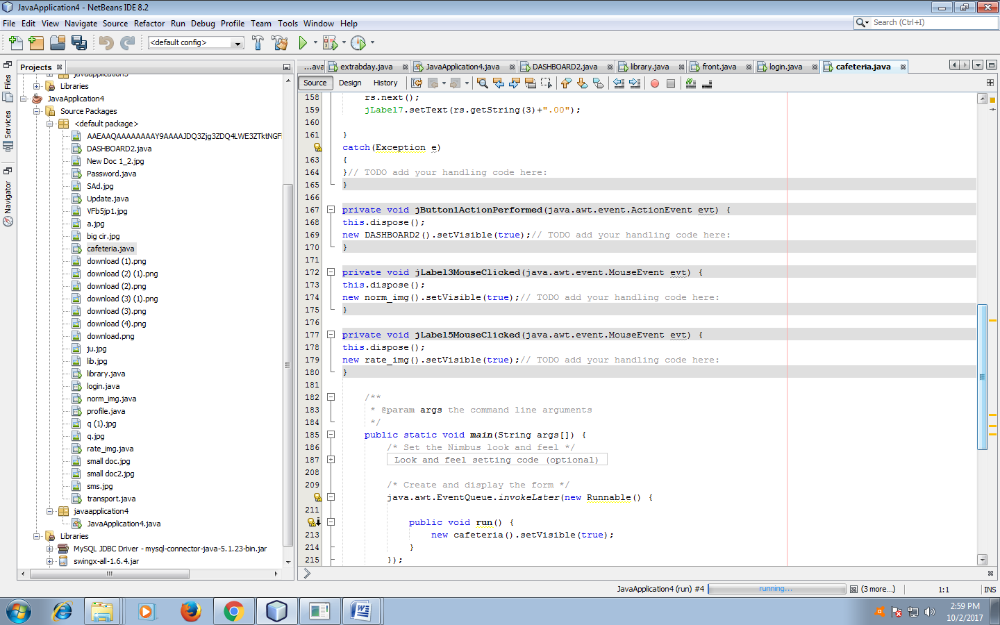 JavaApplication4 - NetBeans IDE 8.2
File Edit View Navigate Source Refactor Run Debug Profile Team Tools Window Help
Search (Ctrl+I)
<default config>
Projects
Files
Services
Navigator
javaapplication3
Libraries
JavaApplication4
Source Packages
<default package>
AAEAAQAAAAAAAAY9AAAAJDQ3Zjg3ZDQ4LWE3ZTktNGF
DASHBOARD2.java
New Doc 1_2.jpg
Password.java
SAd.jpg
Update.java
VFb5jp1.jpg
a.jpg
big cir.jpg
cafeteria.java
download (1).png
download (2) (1).png
download (2).png
download (3) (1).png
download (3).png
download (4).png
download.png
ju.jpg
lib.jpg
library.java
login.java
norm_img.java
profile.java
q (1).jpg
q.jpg
rate_img.java
small doc.jpg
small doc2.jpg
sms.jpg
transport.java
javaapplication4
JavaApplication4.java
Libraries
MySQL JDBC Driver - mysql-connector-java-5.1.23-bin.jar
swingx-all-1.6.4.jar
...ava extrabday.java JavaApplication4.java DASHBOARD2.java library.java front.java login.java cafeteria.java
Source Design History
158 rs.next();
159 jLabel7.setText(rs.getString(3)+".00");
160
161 }
catch(Exception e)
163 {
164 }// TODO add your handling code here:
165 }
166
167 private void jButton1ActionPerformed(java.awt.event.ActionEvent evt) {
168 this.dispose();
169 new DASHBOARD2().setVisible(true);// TODO add your handling code here:
170 }
171
172 private void jLabel3MouseClicked(java.awt.event.MouseEvent evt) {
173 this.dispose();
174 new norm_img().setVisible(true);// TODO add your handling code here:
175 }
176
177 private void jLabel5MouseClicked(java.awt.event.MouseEvent evt) {
178 this.dispose();
179 new rate_img().setVisible(true);// TODO add your handling code here:
180 }
181
182 /**
183 * @param args the command line arguments
184 */
185 public static void main(String args[]) {
186 /* Set the Nimbus look and feel */
187 Look and feel setting code (optional)
208
209 /* Create and display the form */
java.awt.EventQueue.invokeLater(new Runnable() {
211
public void run() {
213 new cafeteria().setVisible(true);
214 }
215 });
JavaApplication4 (run) #4 running... (3 more...) 1:1 INS
2:59 PM
10/2/2017